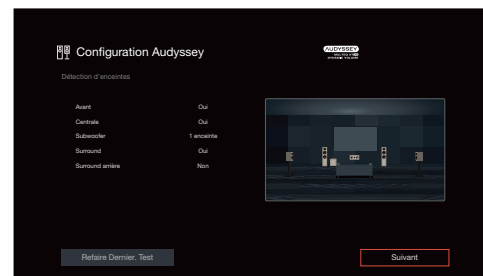 Configuration Audyssey
AUDYSSEY
Détection d'enceintes
Avant Oui
Centrale Oui
Subwoofer 1 enceinte
Surround Oui
Surround arrière Non
Refaire Dernier. Test
Suivant